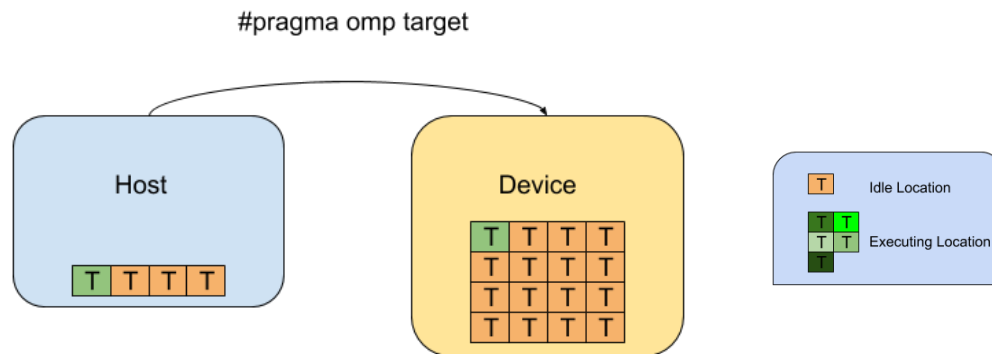 #pragma omp target
Host
T T T T
Device
T T T T
T T T T
T T T T
T T T T
T Idle Location
T T
T T Executing Location
T